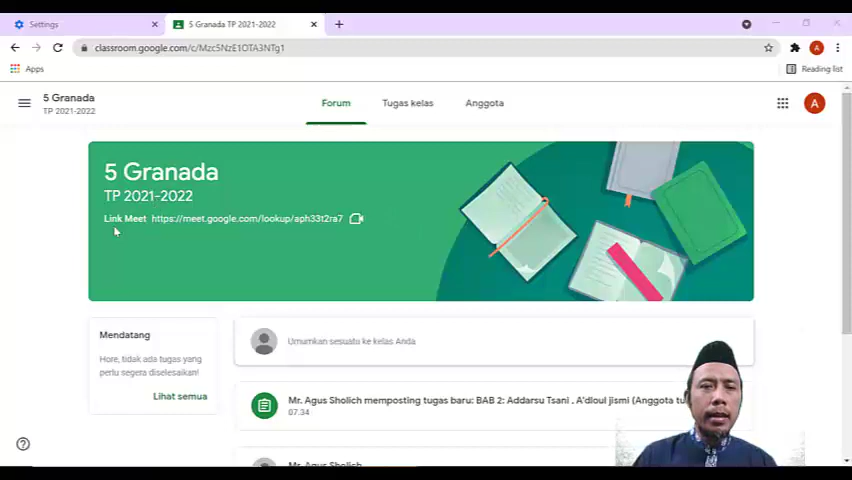 Settings
5 Granada TP 2021-2022
classroom.google.com/c/Mzc5NzE1OTA3NTg1
Apps
Reading list
5 Granada
TP 2021-2022
Forum
Tugas kelas
Anggota
A
A
5 Granada
TP 2021-2022
Link Meet https://meet.google.com/lookup/aph33t2ra7
Mendatang
Hore, tidak ada tugas yang
perlu segera diselesaikan!
Lihat semua
Umumkan sesuatu ke kelas Anda
Mr. Agus Sholich memposting tugas baru: BAB 2: Addarsu Tsani , A'dloul jismi (Anggota tu
07.34
Mr. Agus Sholich